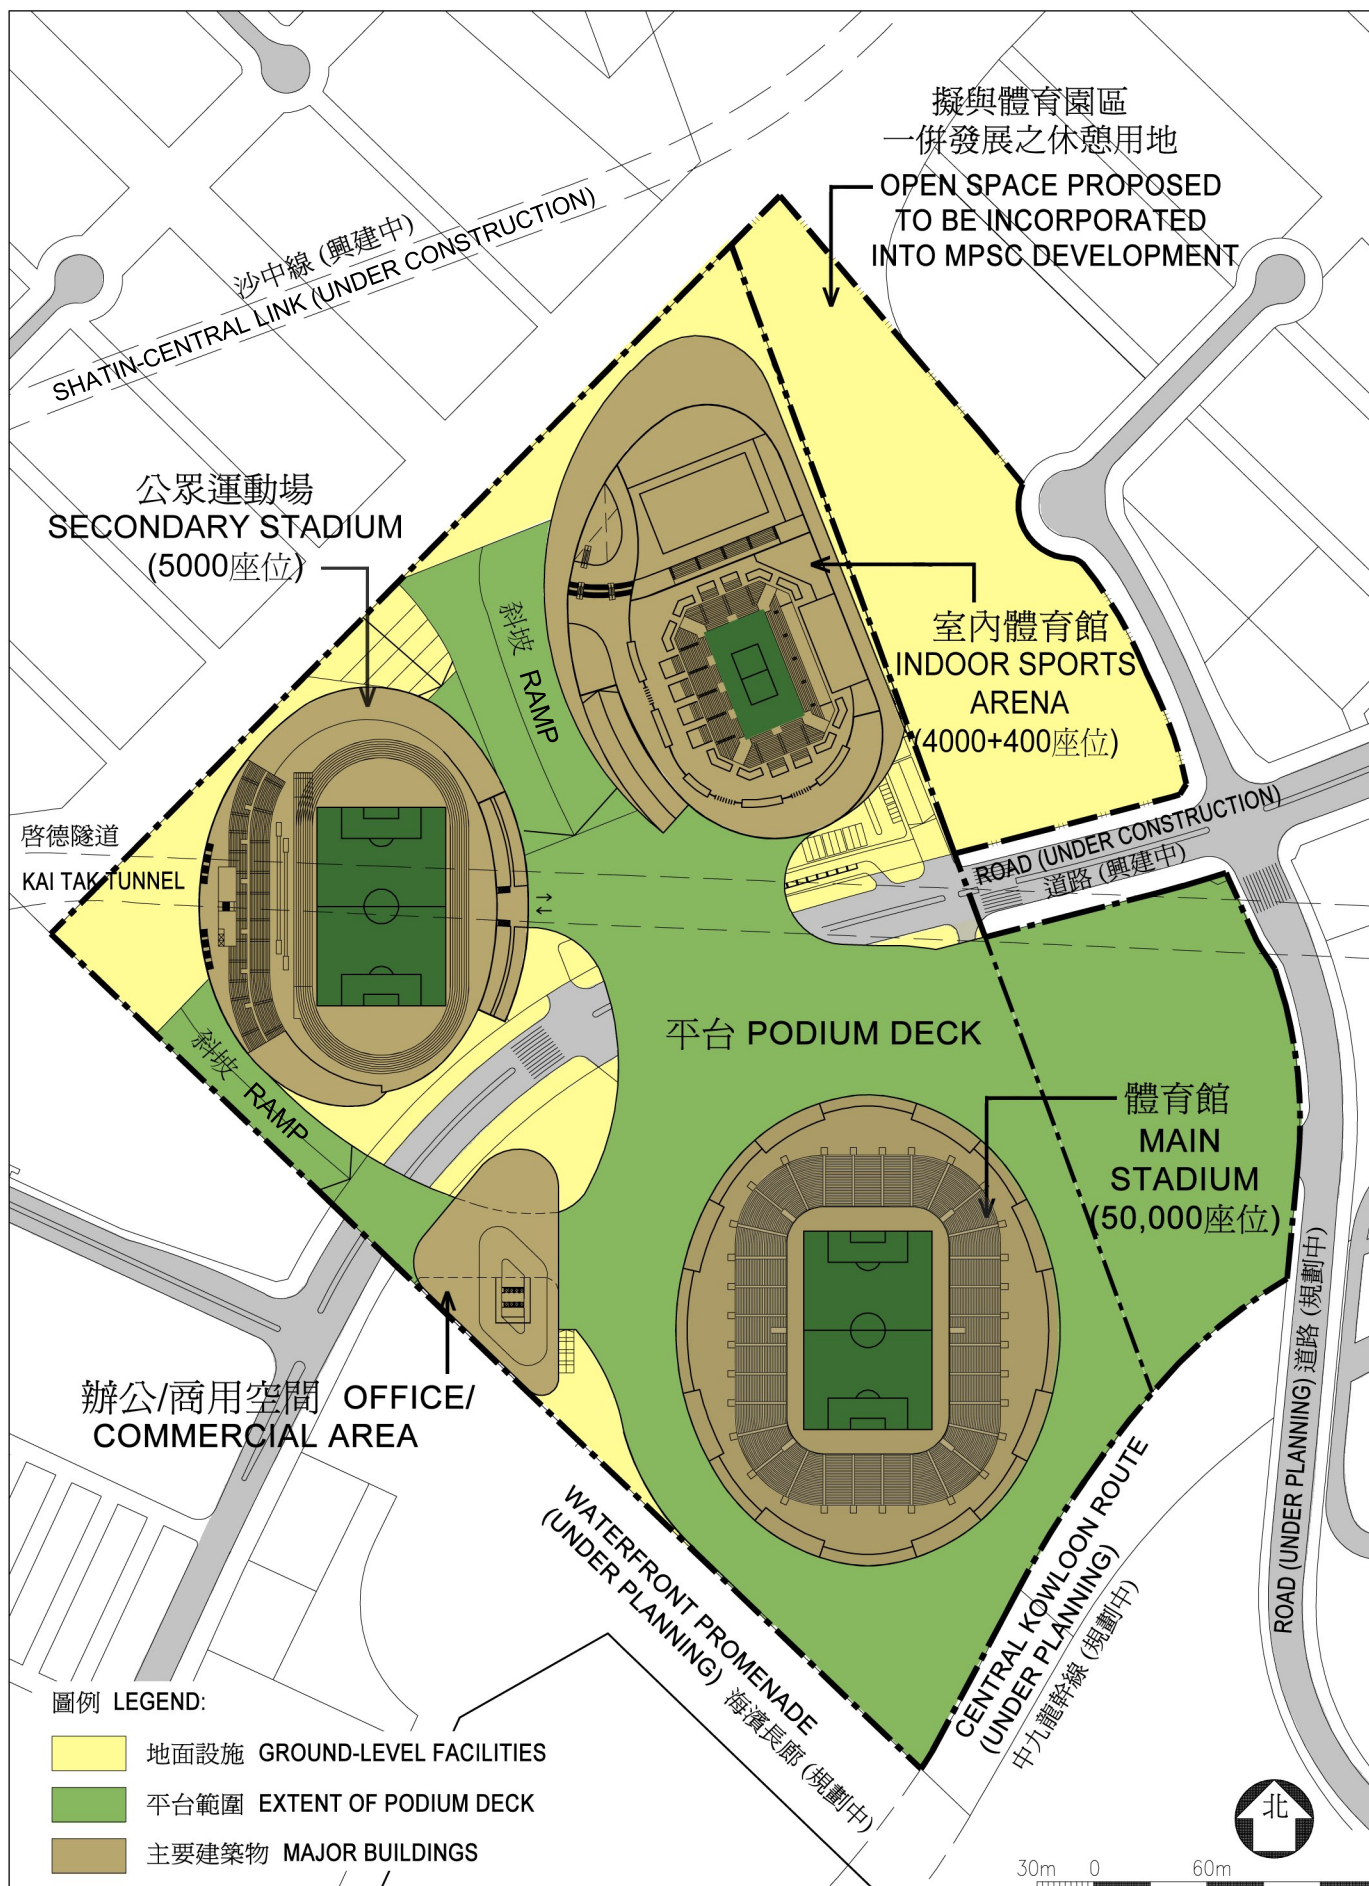 擬與體育園區
一併發展之休憩用地
OPEN SPACE PROPOSED
TO BE INCORPORATED
INTO MPSC DEVELOPMENT
沙中線 (興建中)
SHATIN-CENTRAL LINK (UNDER CONSTRUCTION)
公眾運動場
SECONDARY STADIUM
(5000座位)
斜坡 RAMP
室內體育館
INDOOR SPORTS
ARENA
(4000+400座位)
啓德隧道
KAI TAK TUNNEL
ROAD (UNDER CONSTRUCTION)
道路 (興建中)
平台 PODIUM DECK
斜坡 RAMP
體育館
MAIN
STADIUM
(50,000座位)
辦公/商用空間 OFFICE/
COMMERCIAL AREA
ROAD (UNDER PLANNING) 道路 (規劃中)
WATERFRONT PROMENADE
(UNDER PLANNING) 海濱長廊 (規劃中)
CENTRAL KOWLOON ROUTE
(UNDER PLANNING)
中九龍幹線 (規劃中)
圖例 LEGEND:
地面設施 GROUND-LEVEL FACILITIES
平台範圍 EXTENT OF PODIUM DECK
主要建築物 MAJOR BUILDINGS
北
30m 0 60m